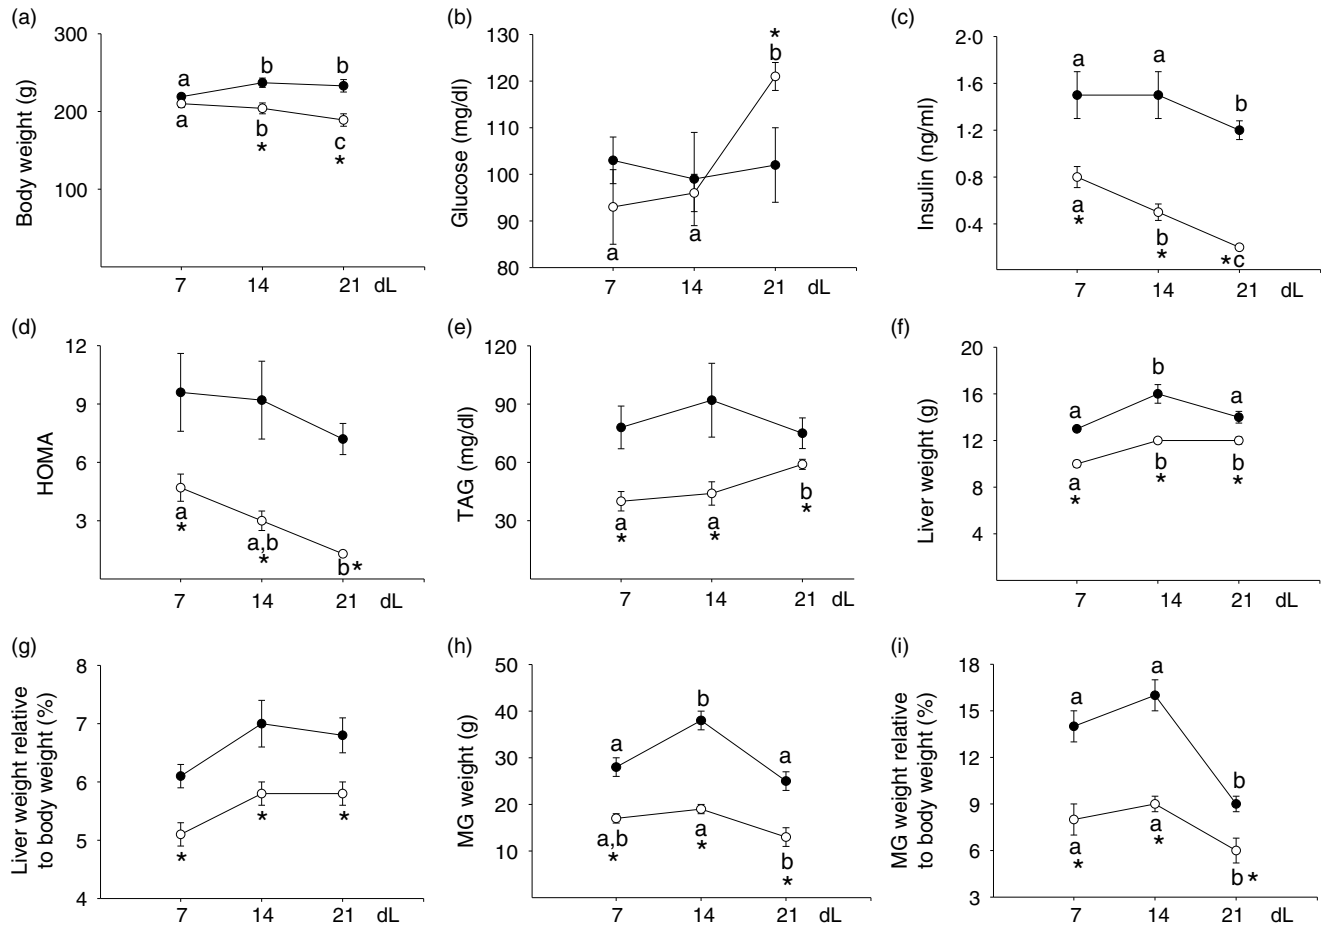 (a)
Body weight (g)
300
200
100
a
b
b
a
b
*
c
*
7
14
21
dL
(b)
Glucose (mg/dl)
130
120
110
100
90
80
*
b
a
a
7
14
21
dL
(c)
Insulin (ng/ml)
2·0
1·6
1·2
0·8
0·4
a
a
b
a
*
b
*
*c
7
14
21
dL
(d)
HOMA
12
9
6
3
a
*
a,b
*
b*
7
14
21
dL
(e)
TAG (mg/dl)
120
90
60
30
a
*
a
*
b
*
7
14
21
dL
(f)
Liver weight (g)
20
16
12
8
4
a
b
a
a
*
b
*
b
*
7
14
21
dL
(g)
Liver weight relative
to body weight (%)
8
7
6
5
4
*
*
*
7
14
21
dL
(h)
MG weight (g)
50
40
30
20
10
a
b
a
a,b
*
a
*
b
*
7
14
21
dL
(i)
MG weight relative
to body weight (%)
18
15
12
9
6
3
a
a
b
a
*
a
*
b*
7
14
21
dL